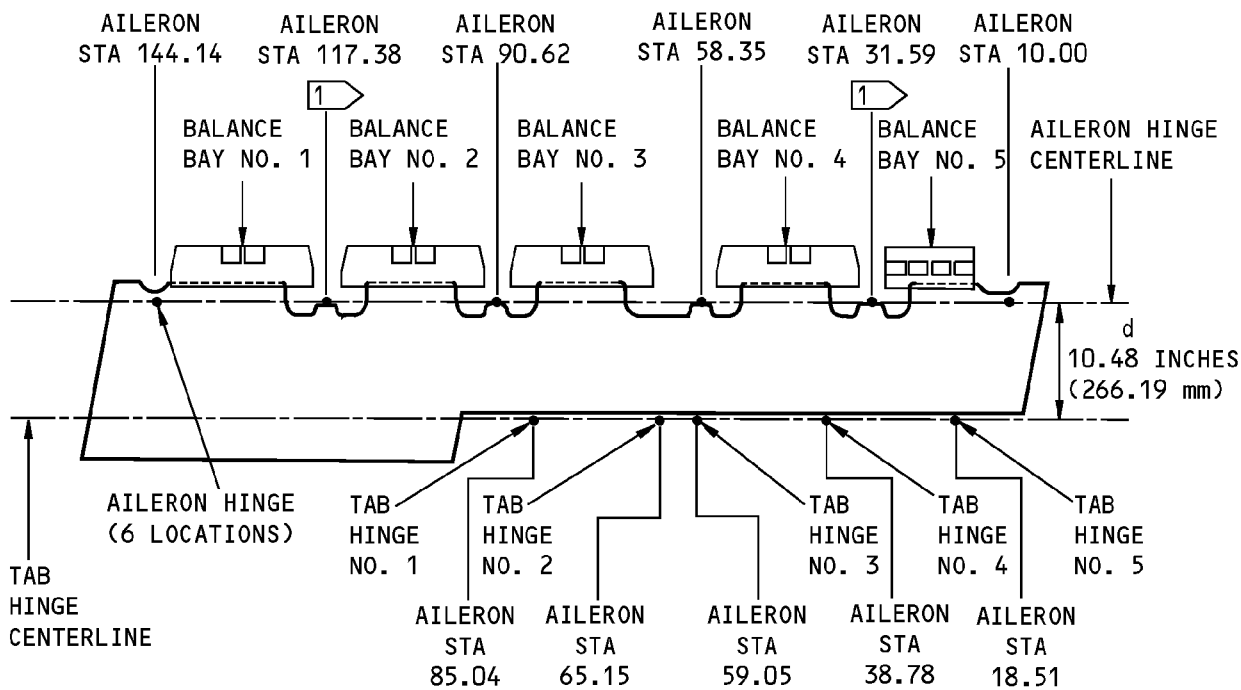 AILERON
STA 144.14
AILERON
STA 117.38
AILERON
STA 90.62
AILERON
STA 58.35
AILERON
STA 31.59
AILERON
STA 10.00
1
1
BALANCE
BAY NO. 1
BALANCE
BAY NO. 2
BALANCE
BAY NO. 3
BALANCE
BAY NO. 4
BALANCE
BAY NO. 5
AILERON HINGE
CENTERLINE
d
10.48 INCHES
(266.19 mm)
AILERON HINGE
(6 LOCATIONS)
TAB
HINGE
NO. 1
TAB
HINGE
NO. 2
TAB
HINGE
NO. 3
TAB
HINGE
NO. 4
TAB
HINGE
NO. 5
TAB
HINGE
CENTERLINE
AILERON
STA
85.04
AILERON
STA
65.15
AILERON
STA
59.05
AILERON
STA
38.78
AILERON
STA
18.51